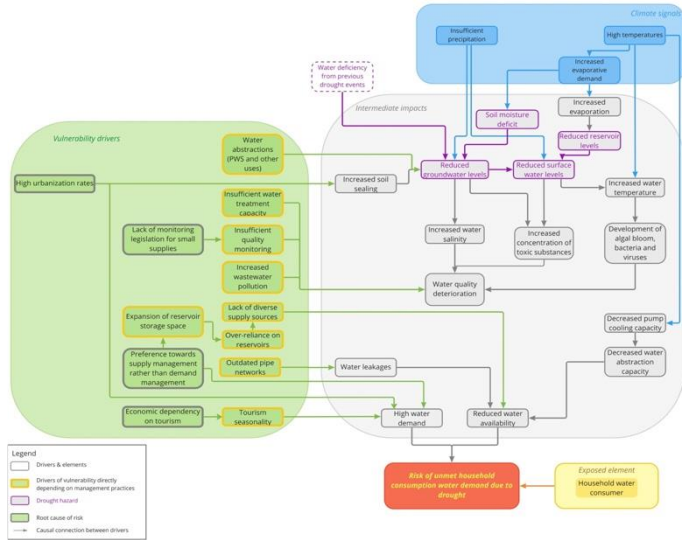 Climate signals
Insufficient
precipitation
High temperatures
Increased
evaporative
demand
Water deficiency
from previous
drought events
Intermediate impacts
Increased
evaporation
Soil moisture
deficit
Reduced reservoir
levels
Vulnerability drivers
Water
abstractions
(PWS and other
uses)
Reduced
groundwater levels
Reduced surface
water levels
High urbanization rates
Increased soil
sealing
Increased water
temperature
Insufficient water
treatment
capacity
Lack of monitoring
legislation for small
supplies
Insufficient
quality
monitoring
Increased water
salinity
Increased
concentration of
toxic substances
Development of
algal bloom,
bacteria and
viruses
Increased
wastewater
pollution
Water quality
deterioration
Expansion of reservoir
storage space
Lack of diverse
supply sources
Over-reliance on
reservoirs
Decreased pump
cooling capacity
Preference towards
supply management
rather than demand
management
Outdated pipe
networks
Water leakages
Decreased water
abstraction
capacity
Economic dependency
on tourism
Tourism
seasonality
High water
demand
Reduced water
availability
Legend
Drivers & elements
Drivers of vulnerability directly
depending on management practices
Drought hazard
Root cause of risk
Causal connection between drivers
Risk of unmet household
consumption water demand due to
drought
Exposed element
Household water
consumer